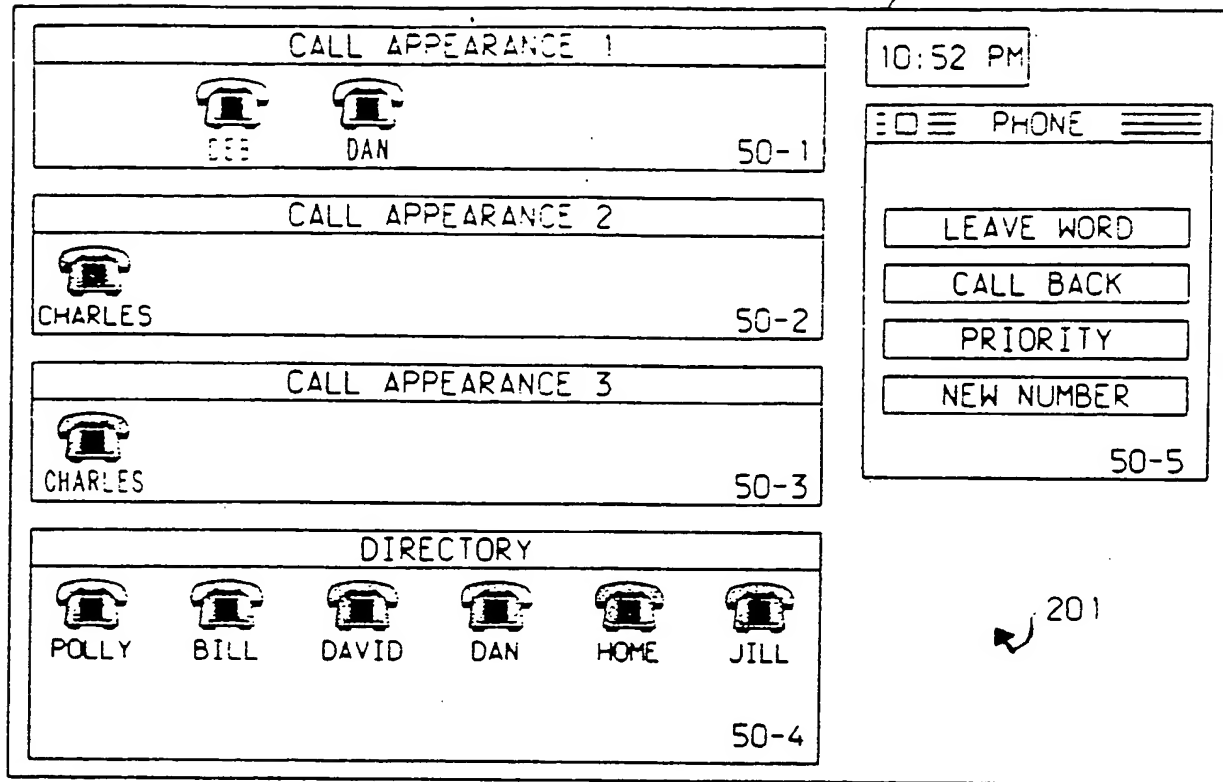 CALL APPEARANCE 1
DEB DAN
50-1
CALL APPEARANCE 2
CHARLES
50-2
CALL APPEARANCE 3
CHARLES
50-3
DIRECTORY
POLLY BILL DAVID DAN HOME JILL
50-4
10:52 PM
PHONE
LEAVE WORD
CALL BACK
PRIORITY
NEW NUMBER
50-5
201